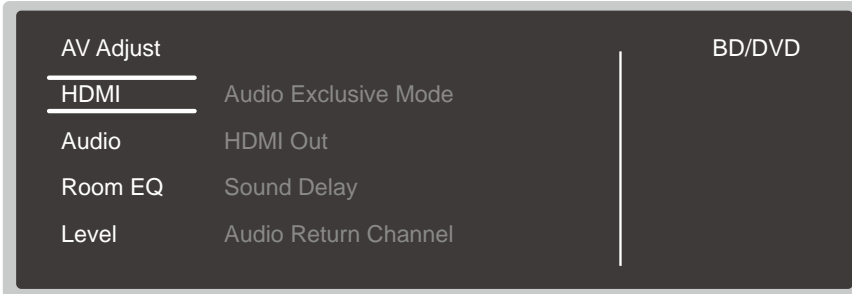 AV Adjust BD/DVD
HDMI Audio Exclusive Mode
Audio HDMI Out
Room EQ Sound Delay
Level Audio Return Channel